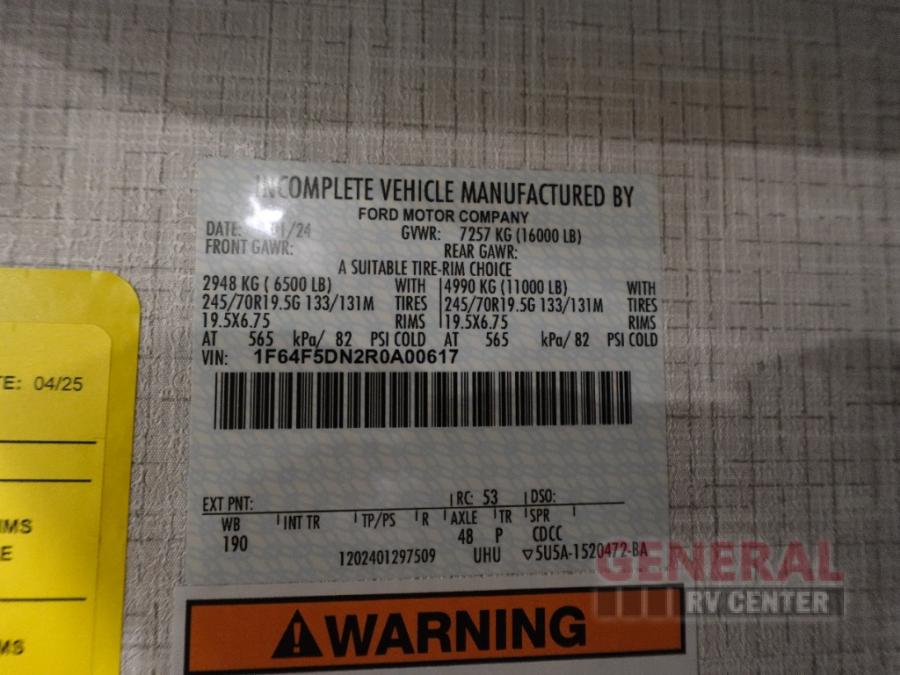 INCOMPLETE VEHICLE MANUFACTURED BY
FORD MOTOR COMPANY
DATE: 01/24 GVWR: 7257 KG (16000 LB)
FRONT GAWR: REAR GAWR:
A SUITABLE TIRE-RIM CHOICE
2948 KG ( 6500 LB) WITH 4990 KG (11000 LB) WITH
245/70R19.5G 133/131M TIRES 245/70R19.5G 133/131M TIRES
19.5X6.75 RIMS 19.5X6.75 RIMS
AT 565 kPa/ 82 PSI COLD AT 565 kPa/ 82 PSI COLD
VIN: 1F64F5DN2R0A00617
EXT PNT: RC: 53 DSO:
WB INT TR TP/PS R AXLE TR SPR
190 48 P CDCC
1202401297509 UHU ▽5U5A-1520472-BA
⚠WARNING
TE: 04/25
IMS
E
MS
GENERAL
RV CENTER